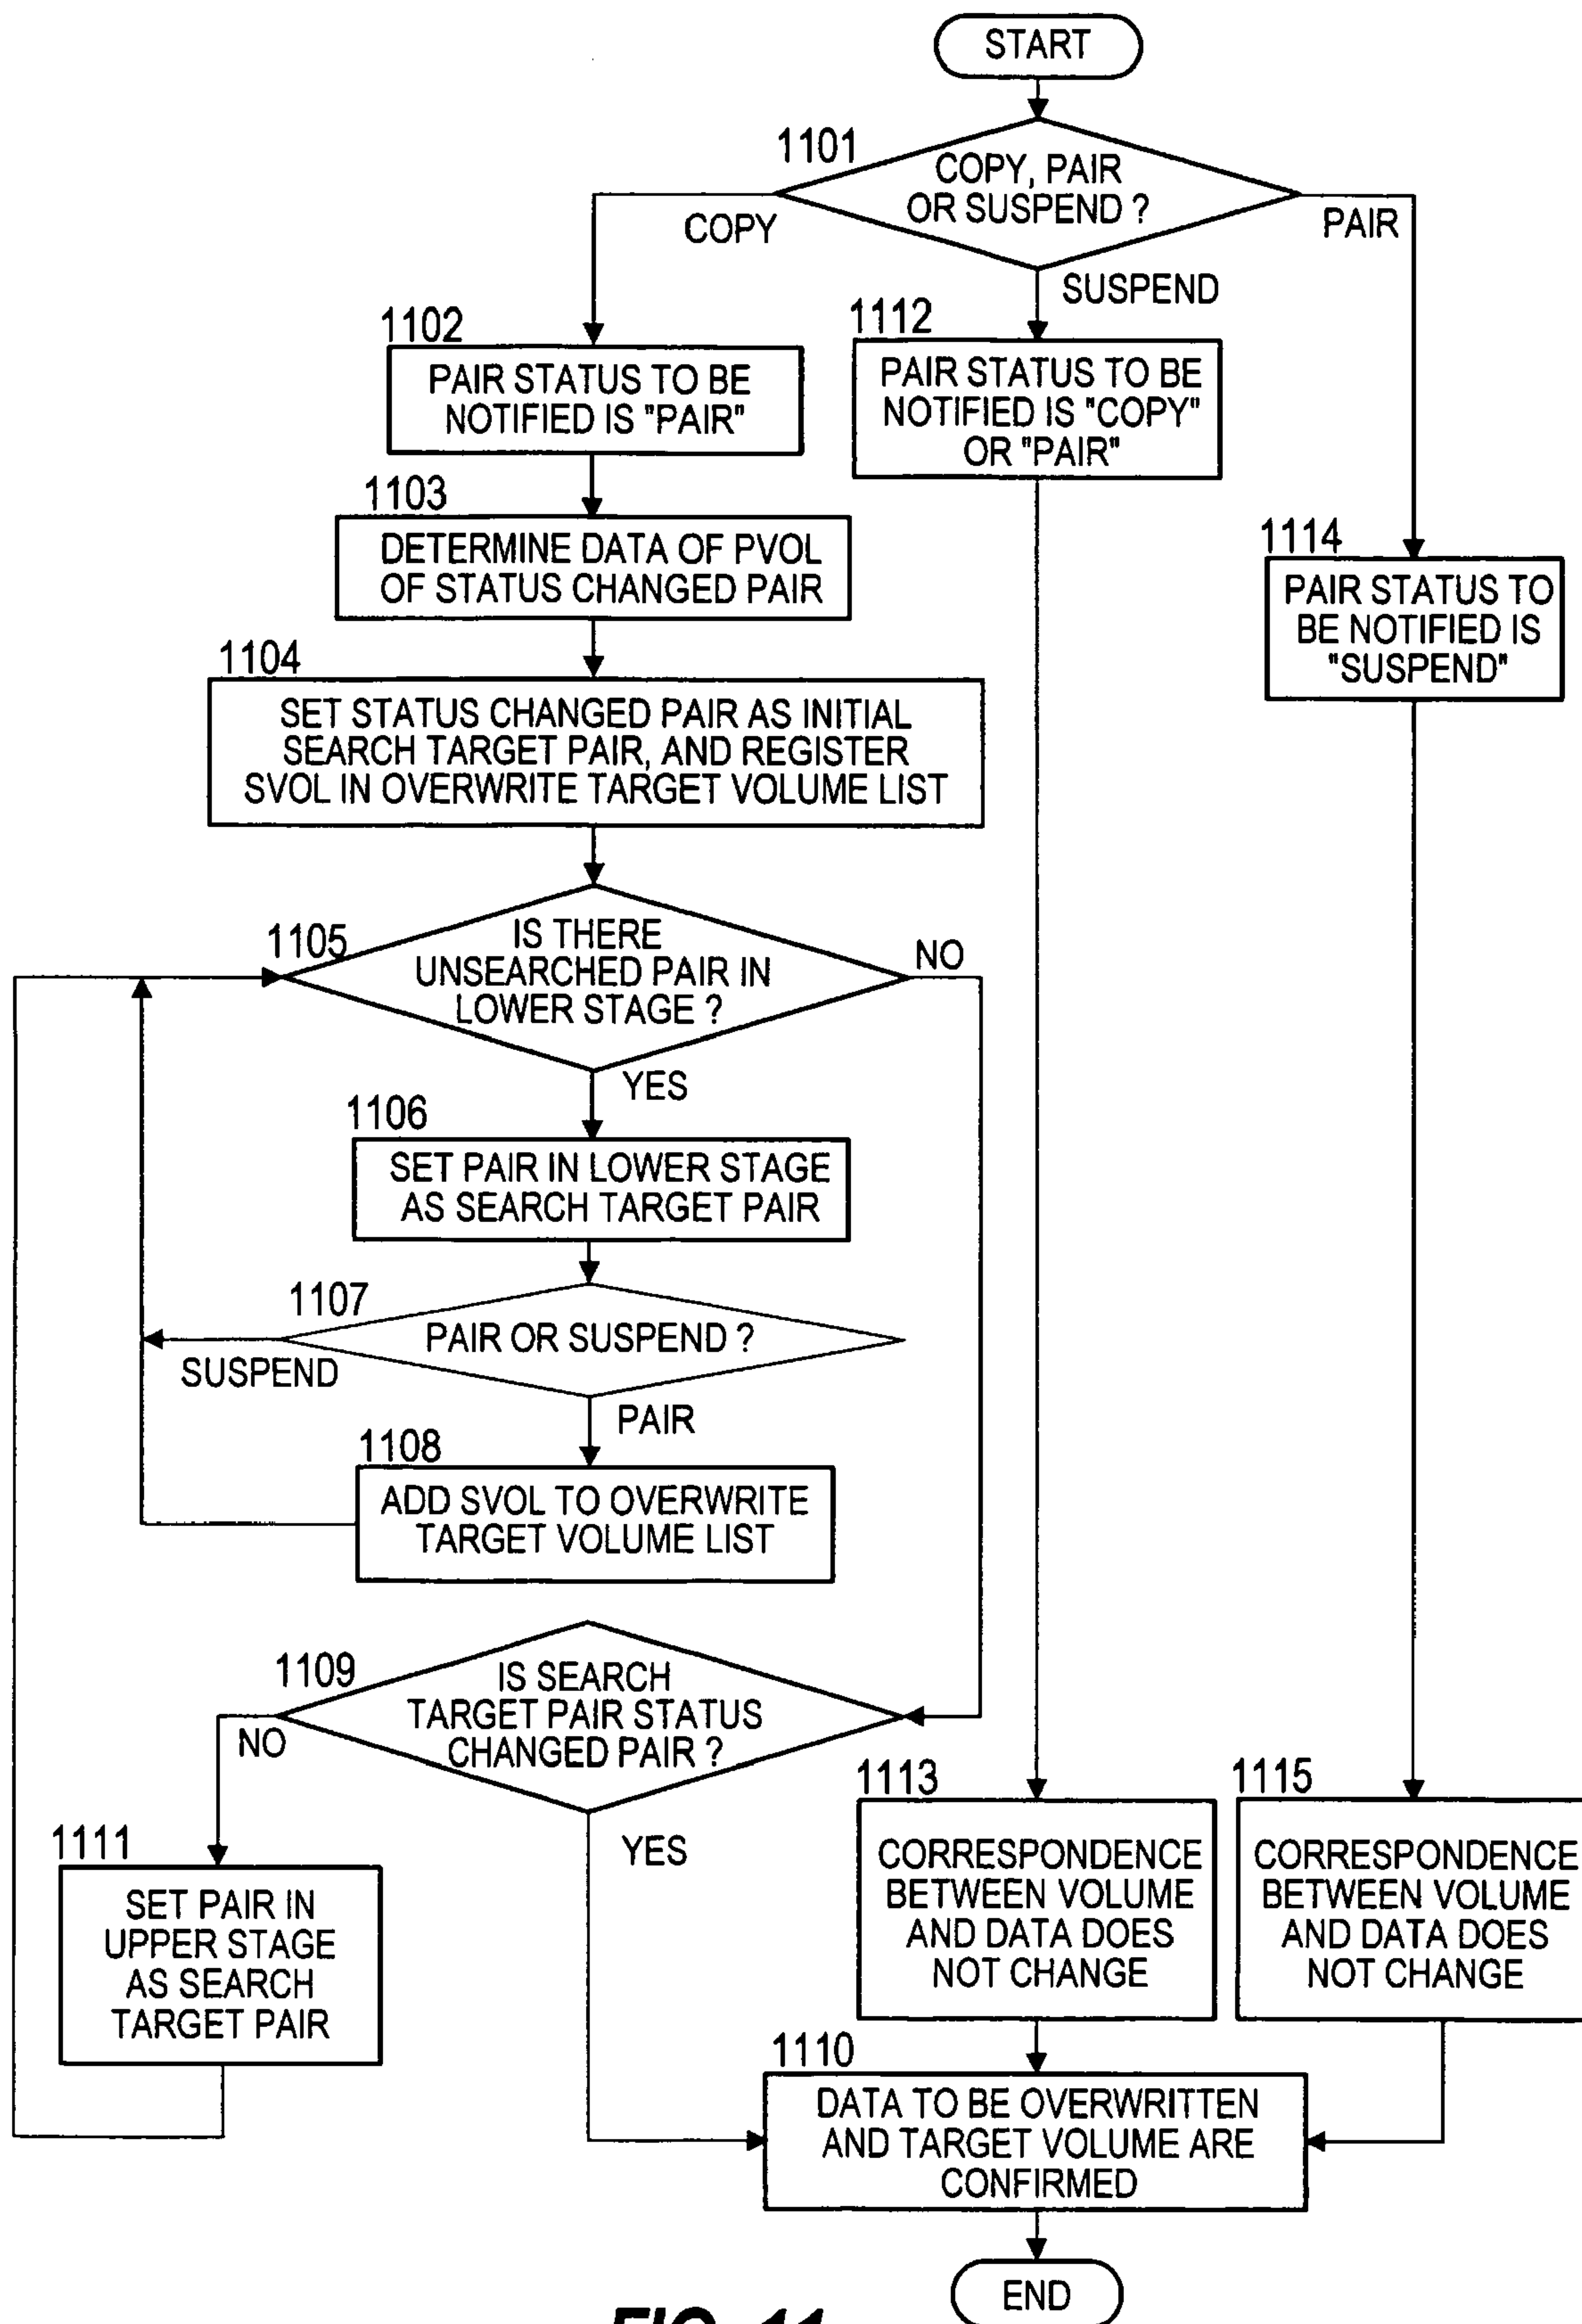 START
1101
COPY, PAIR
OR SUSPEND ?
COPY
PAIR
SUSPEND
1102
PAIR STATUS TO BE
NOTIFIED IS "PAIR"
1112
PAIR STATUS TO BE
NOTIFIED IS "COPY"
OR "PAIR"
1103
DETERMINE DATA OF PVOL
OF STATUS CHANGED PAIR
1114
PAIR STATUS TO
BE NOTIFIED IS
"SUSPEND"
1104
SET STATUS CHANGED PAIR AS INITIAL
SEARCH TARGET PAIR, AND REGISTER
SVOL IN OVERWRITE TARGET VOLUME LIST
1105
IS THERE
UNSEARCHED PAIR IN
LOWER STAGE ?
NO
YES
1106
SET PAIR IN LOWER STAGE
AS SEARCH TARGET PAIR
1107
PAIR OR SUSPEND ?
SUSPEND
PAIR
1108
ADD SVOL TO OVERWRITE
TARGET VOLUME LIST
1109
IS SEARCH
TARGET PAIR STATUS
CHANGED PAIR ?
NO
YES
1111
SET PAIR IN
UPPER STAGE
AS SEARCH
TARGET PAIR
1113
CORRESPONDENCE
BETWEEN VOLUME
AND DATA DOES
NOT CHANGE
1115
CORRESPONDENCE
BETWEEN VOLUME
AND DATA DOES
NOT CHANGE
1110
DATA TO BE OVERWRITTEN
AND TARGET VOLUME ARE
CONFIRMED
END
FIG. 11